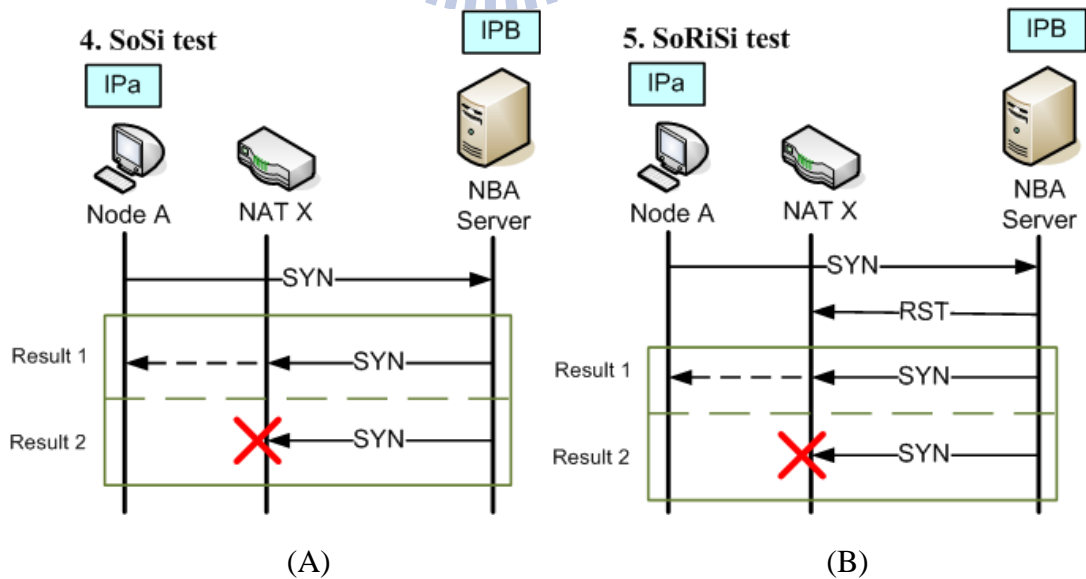 4. SoSi test
IPa
IPB
Node A
NAT X
NBA
Server
SYN
Result 1
SYN
Result 2
SYN
(A)
5. SoRiSi test
IPa
IPB
Node A
NAT X
NBA
Server
SYN
RST
Result 1
SYN
Result 2
SYN
(B)